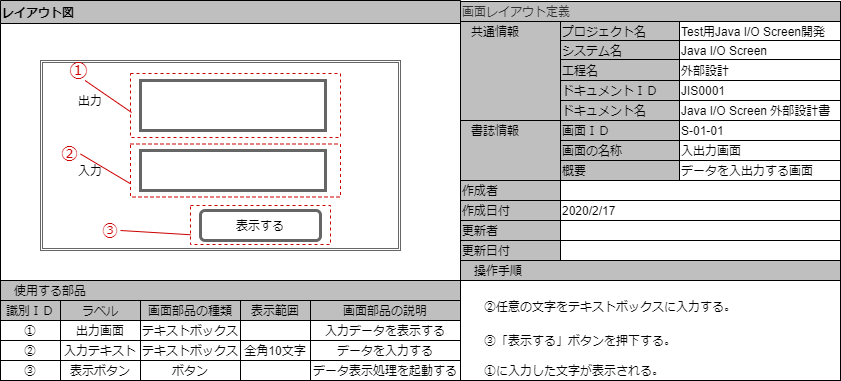 レイアウト図
①
出力
②
入力
③
表示する
使用する部品
識別ＩＤ ラベル 画面部品の種類 表示範囲 画面部品の説明
① 出力画面 テキストボックス 入力データを表示する
② 入力テキスト テキストボックス 全角10文字 データを入力する
③ 表示ボタン ボタン データ表示処理を起動する
画面レイアウト定義
共通情報 プロジェクト名 Test用Java I/O Screen開発
システム名 Java I/O Screen
工程名 外部設計
ドキュメントＩＤ JIS0001
ドキュメント名 Java I/O Screen 外部設計書
書誌情報 画面ＩＤ S-01-01
画面の名称 入出力画面
概要 データを入出力する画面
作成者
作成日付 2020/2/17
更新者
更新日付
操作手順
②任意の文字をテキストボックスに入力する。
③「表示する」ボタンを押下する。
①に入力した文字が表示される。